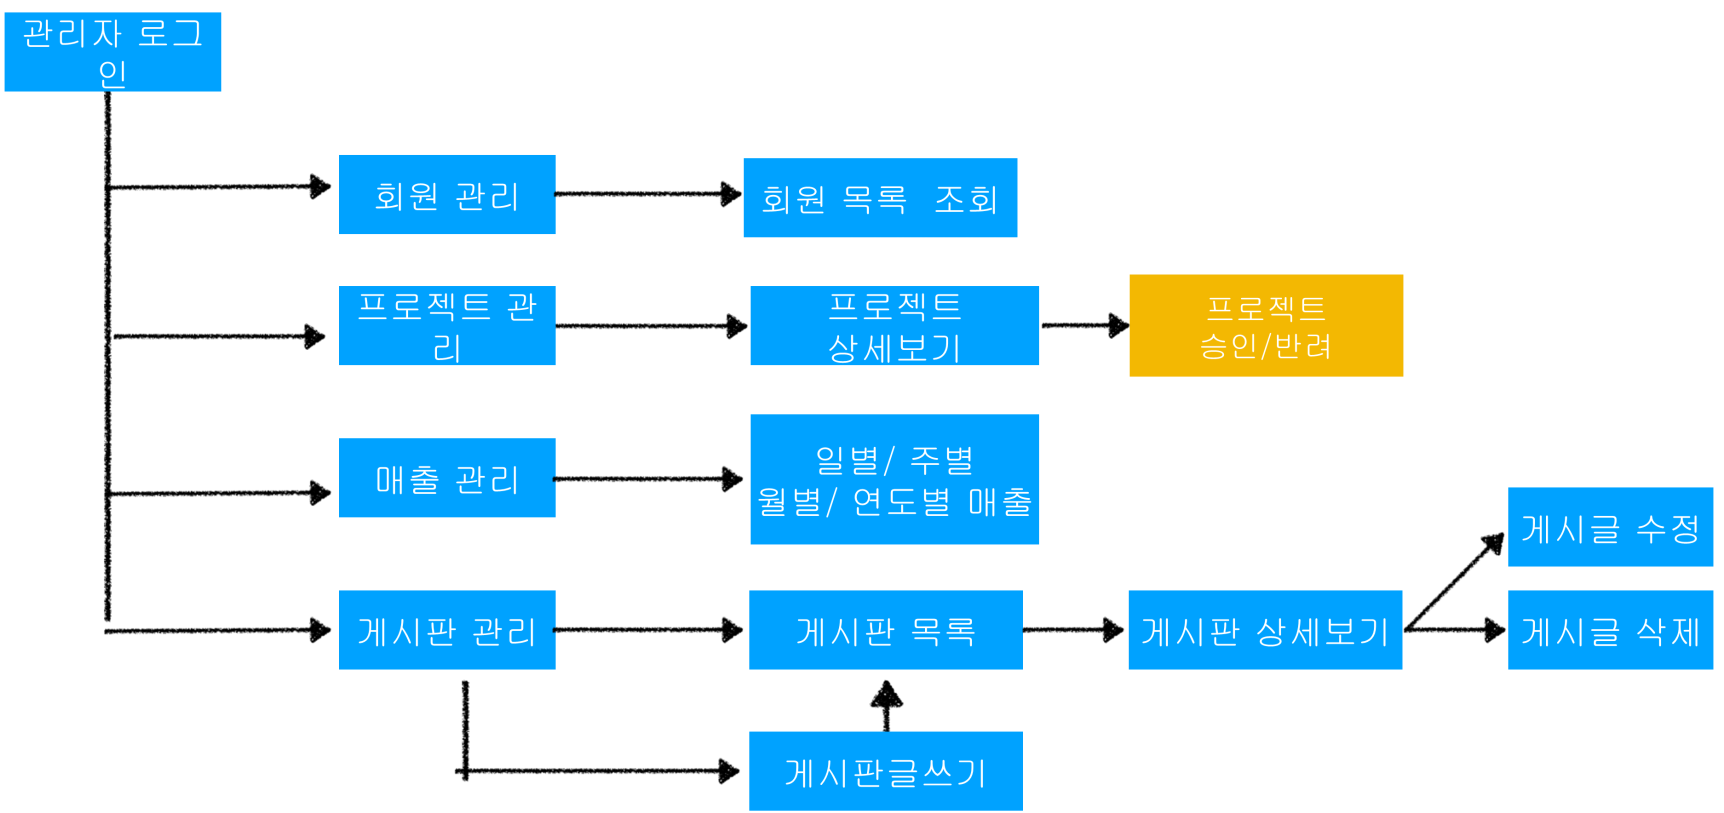 관리자 로그
인
회원 관리
회원 목록 조회
프로젝트 관
리
프로젝트
상세보기
프로젝트
승인/반려
매출 관리
일별/ 주별
월별/ 연도별 매출
게시판 관리
게시판 목록
게시판 상세보기
게시글 수정
게시글 삭제
게시판글쓰기